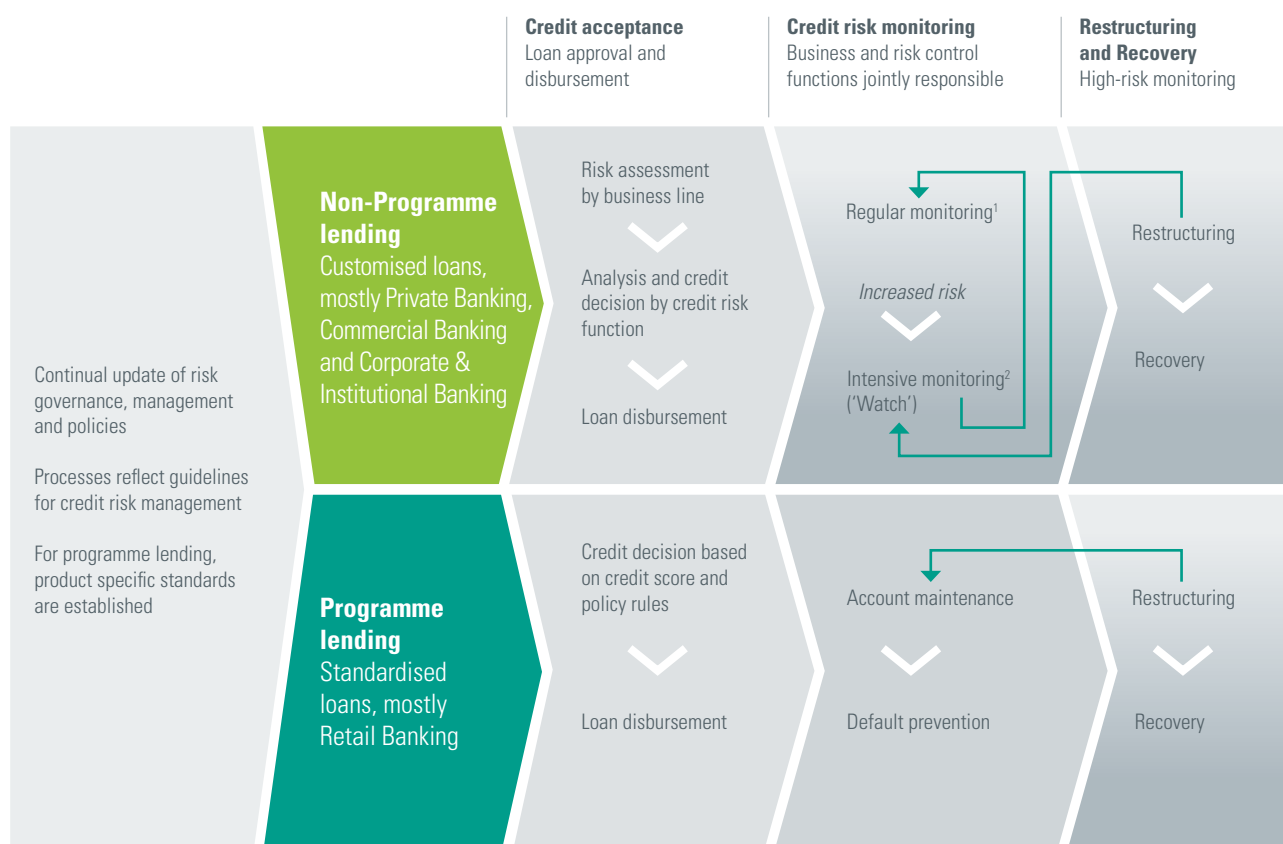 Credit acceptance
Loan approval and
disbursement
Credit risk monitoring
Business and risk control
functions jointly responsible
Restructuring
and Recovery
High-risk monitoring
Continual update of risk
governance, management
and policies
Processes reflect guidelines
for credit risk management
For programme lending,
product specific standards
are established
Non-Programme
lending
Customised loans,
mostly Private Banking,
Commercial Banking
and Corporate &
Institutional Banking
Risk assessment
by business line
Analysis and credit
decision by credit risk
function
Loan disbursement
Regular monitoring¹
Increased risk
Intensive monitoring²
('Watch')
Restructuring
Recovery
Programme
lending
Standardised
loans, mostly
Retail Banking
Credit decision based
on credit score and
policy rules
Loan disbursement
Account maintenance
Default prevention
Restructuring
Recovery